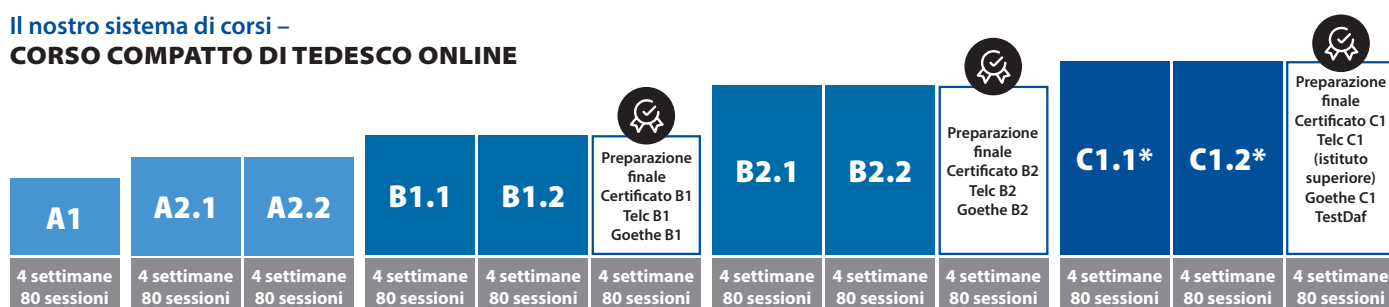 Il nostro sistema di corsi –
CORSO COMPATTO DI TEDESCO ONLINE
A1
4 settimane
80 sessioni
A2.1
4 settimane
80 sessioni
A2.2
4 settimane
80 sessioni
B1.1
4 settimane
80 sessioni
B1.2
4 settimane
80 sessioni
Preparazione
finale
Certificato B1
Telc B1
Goethe B1
4 settimane
80 sessioni
B2.1
4 settimane
80 sessioni
B2.2
4 settimane
80 sessioni
Preparazione
finale
Certificato B2
Telc B2
Goethe B2
4 settimane
80 sessioni
C1.1*
4 settimane
80 sessioni
C1.2*
4 settimane
80 sessioni
Preparazione
finale
Certificato C1
Telc C1
(istituto
superiore)
Goethe C1
TestDaf
4 settimane
80 sessioni